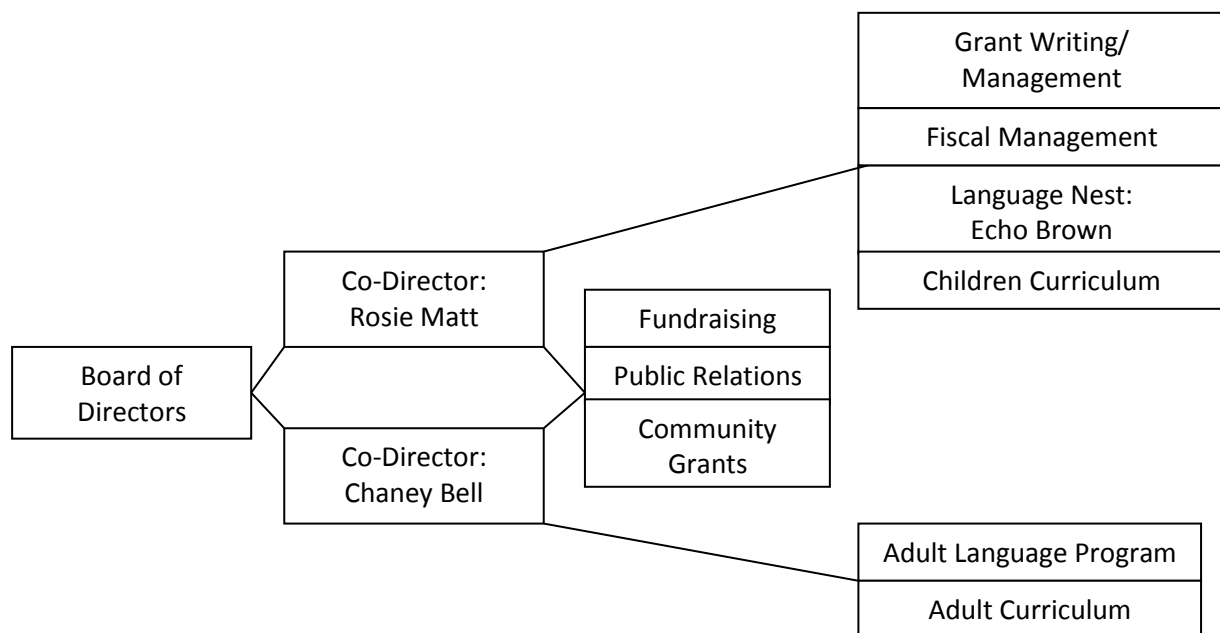 Board of
Directors
Co-Director:
Rosie Matt
Co-Director:
Chaney Bell
Fundraising
Public Relations
Community
Grants
Grant Writing/
Management
Fiscal Management
Language Nest:
Echo Brown
Children Curriculum
Adult Language Program
Adult Curriculum